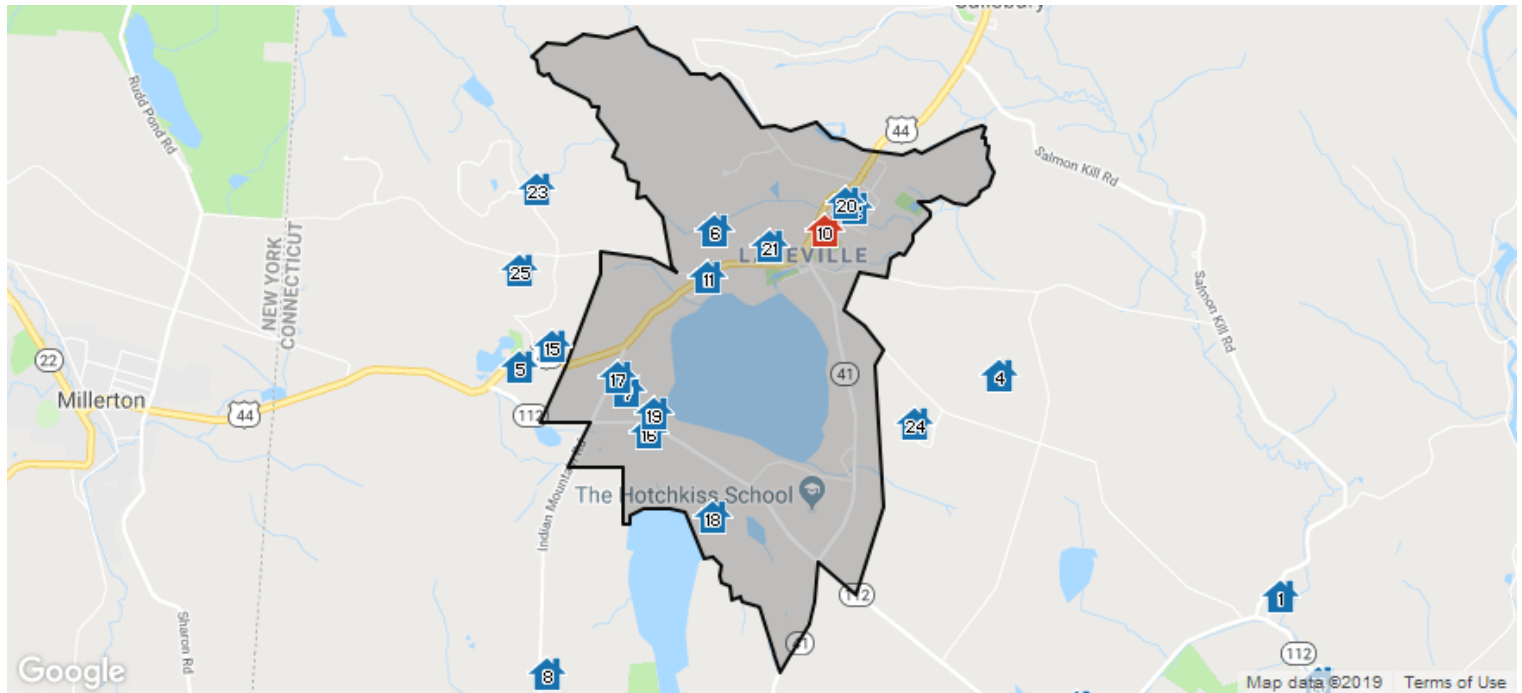 Salisbury
Rudd Pond Rd
44
Salmon Kill Rd
23
20
6
10
21
LAKEVILLE
NEW YORK
CONNECTICUT
25
11
Salmon Kill Rd
15
5
22
17
7
41
4
Millerton
44
112
19
24
16
Indian Mountain Rd
The Hotchkiss School
18
112
1
Sharon Rd
41
112
8
Google
Map data ©2019
Terms of Use